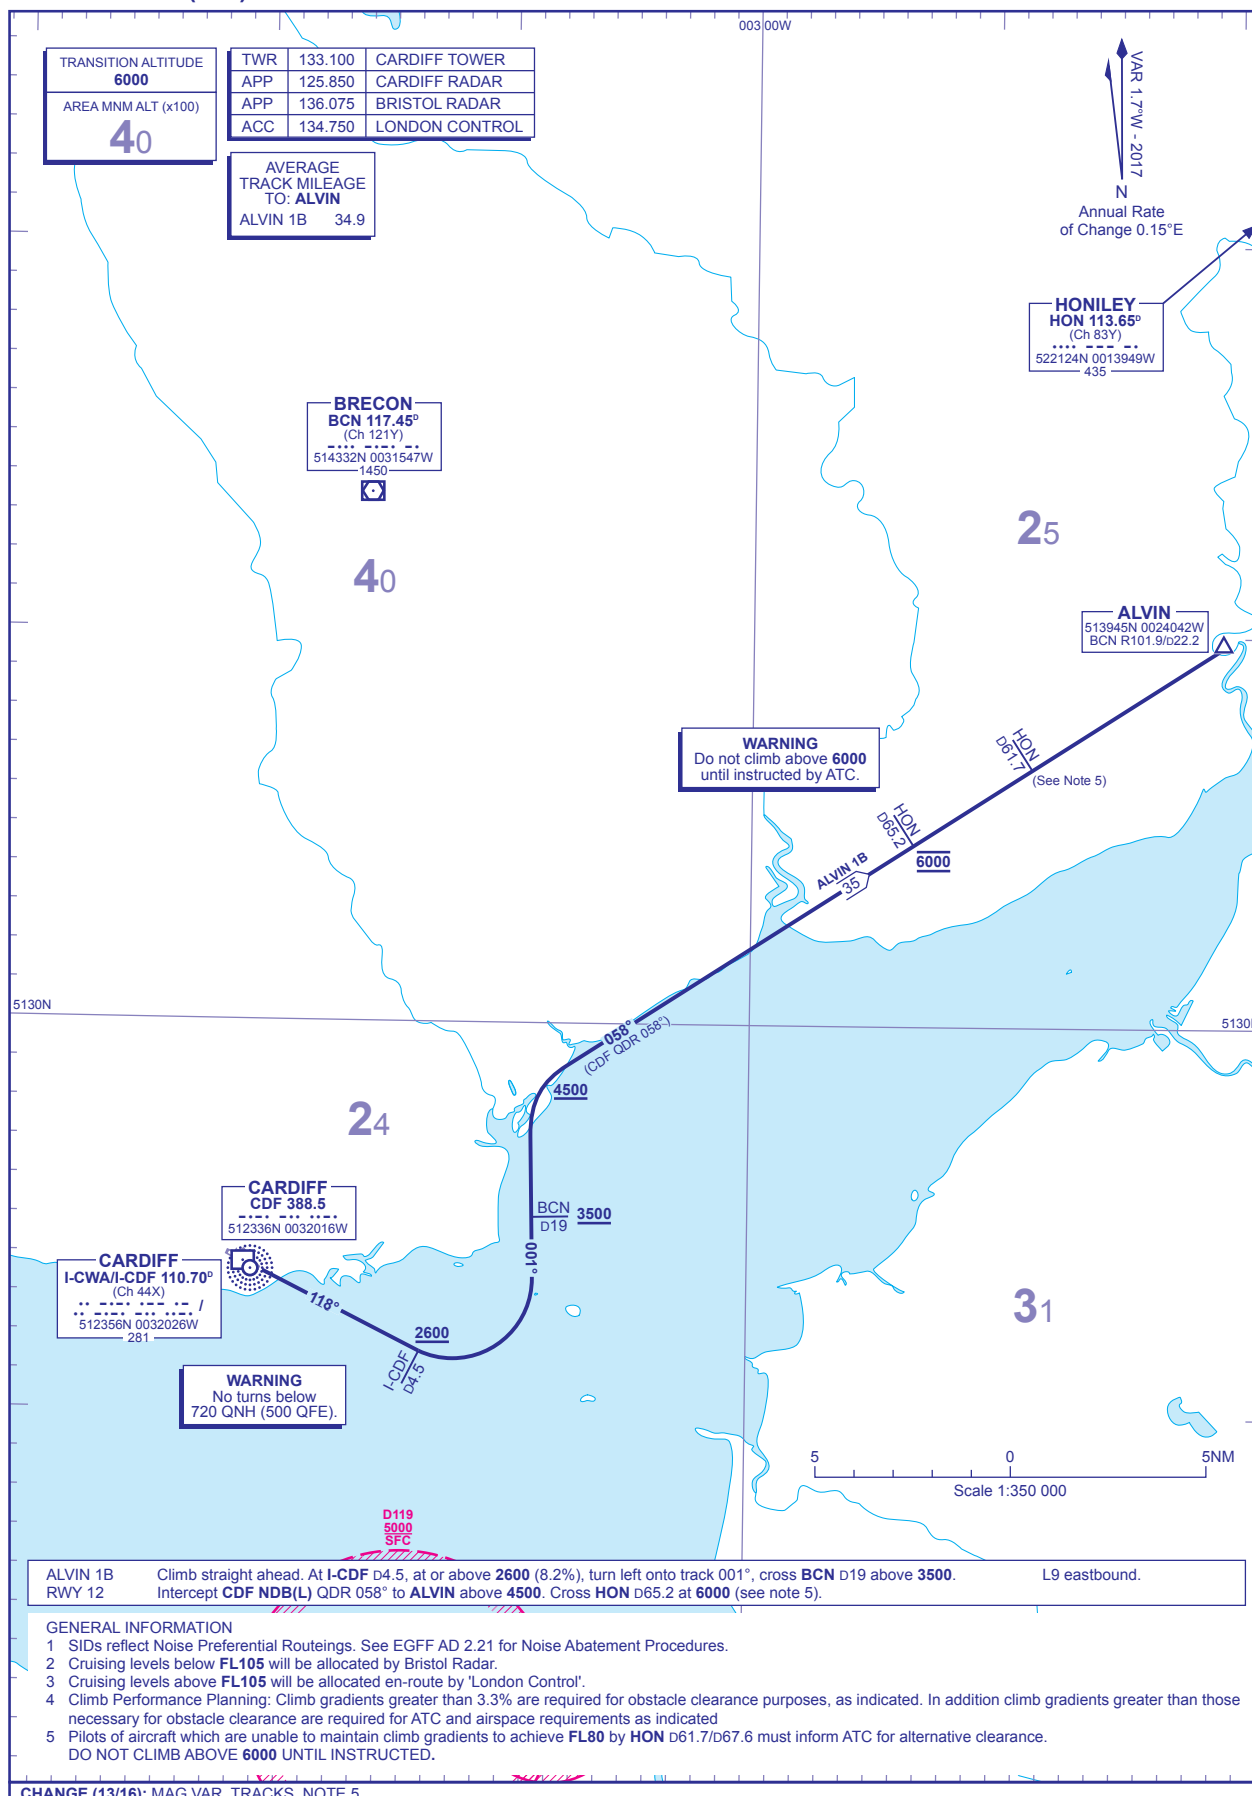 003 00W
TRANSITION ALTITUDE
6000
AREA MNM ALT (x100)
40
TWR 133.100 CARDIFF TOWER
APP 125.850 CARDIFF RADAR
APP 136.075 BRISTOL RADAR
ACC 134.750 LONDON CONTROL
AVERAGE
TRACK MILEAGE
TO: ALVIN
ALVIN 1B 34.9
VAR 1.7°W - 2017
N
Annual Rate
of Change 0.15°E
HONILEY
HON 113.65ᴰ
(Ch 83Y)
522124N 0013949W
435
BRECON
BCN 117.45ᴰ
(Ch 121Y)
514332N 0031547W
1450
40
25
ALVIN
513945N 0024042W
BCN R101.9/D22.2
WARNING
Do not climb above 6000
until instructed by ATC.
HON
D61.7
(See Note 5)
HON
D65.2
6000
ALVIN 1B
35
5130N
5130N
058°
(CDF QDR 058°)
4500
24
CARDIFF
CDF 388.5
512336N 0032016W
BCN
D19
3500
001°
CARDIFF
I-CWA/I-CDF 110.70ᴰ
(Ch 44X)
/
512356N 0032026W
281
118°
2600
I-CDF
D4.5
31
WARNING
No turns below
720 QNH (500 QFE).
5 0 5NM
Scale 1:350 000
D119
5000
SFC
ALVIN 1B Climb straight ahead. At I-CDF D4.5, at or above 2600 (8.2%), turn left onto track 001°, cross BCN D19 above 3500. L9 eastbound.
RWY 12 Intercept CDF NDB(L) QDR 058° to ALVIN above 4500. Cross HON D65.2 at 6000 (see note 5).
GENERAL INFORMATION
1 SIDs reflect Noise Preferential Routeings. See EGFF AD 2.21 for Noise Abatement Procedures.
2 Cruising levels below FL105 will be allocated by Bristol Radar.
3 Cruising levels above FL105 will be allocated en-route by 'London Control'.
4 Climb Performance Planning: Climb gradients greater than 3.3% are required for obstacle clearance purposes, as indicated. In addition climb gradients greater than those
necessary for obstacle clearance are required for ATC and airspace requirements as indicated
5 Pilots of aircraft which are unable to maintain climb gradients to achieve FL80 by HON D61.7/D67.6 must inform ATC for alternative clearance.
DO NOT CLIMB ABOVE 6000 UNTIL INSTRUCTED.
CHANGE (13/16): MAG VAR. TRACKS. NOTE 5.